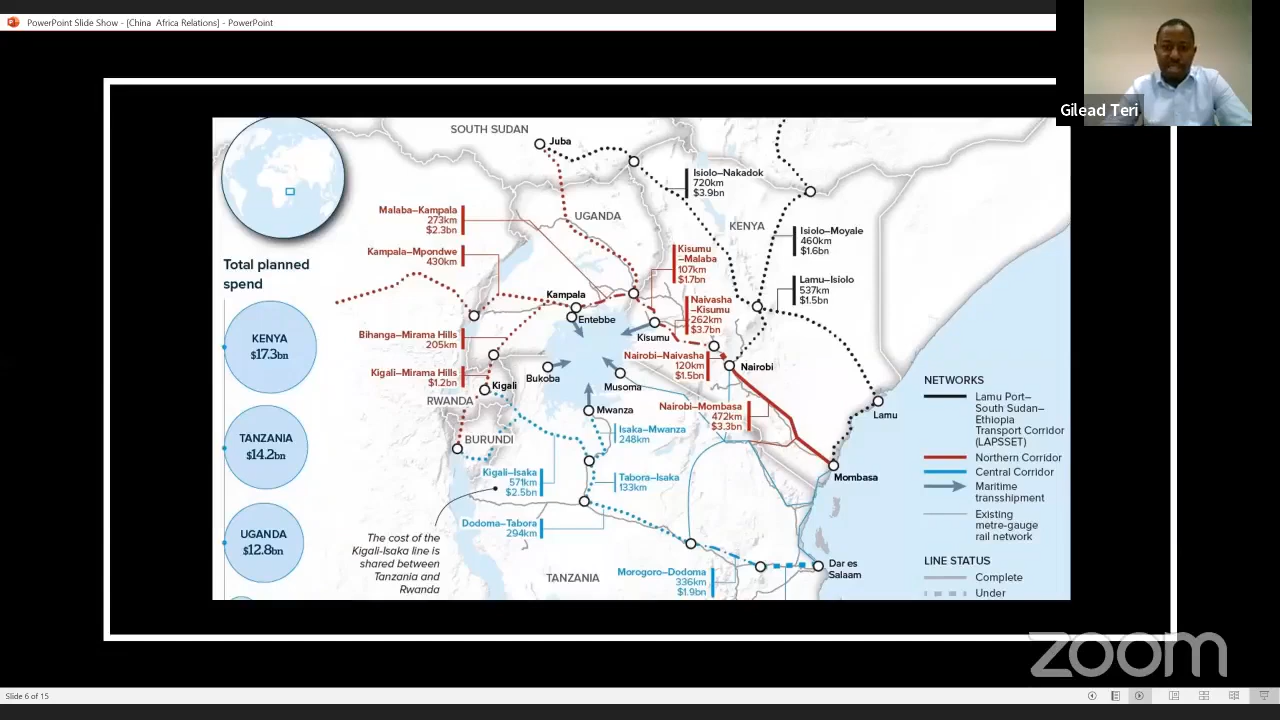 PowerPoint Slide Show - [China Africa Relations] - PowerPoint
Gilead Teri
SOUTH SUDAN
Juba
Isiolo–Nakadok
720km
$3.9bn
Malaba–Kampala
273km
$2.3bn
UGANDA
KENYA
Isiolo–Moyale
460km
$1.6bn
Kampala–Mpondwe
430km
Kisumu
–Malaba
107km
$1.7bn
Total planned
spend
Lamu–Isiolo
537km
$1.5bn
Kampala
Entebbe
Naivasha
–Kisumu
262km
$3.7bn
KENYA
$17.3bn
Bihanga–Mirama Hills
205km
Kisumu
Nairobi–Naivasha
120km
$1.5bn
Nairobi
Kigali–Mirama Hills
$1.2bn
Kigali
Bukoba
Musoma
RWANDA
Mwanza
Nairobi–Mombasa
472km
$3.3bn
Lamu
TANZANIA
$14.2bn
BURUNDI
Isaka–Mwanza
248km
Kigali–Isaka
571km
$2.5bn
Tabora–Isaka
133km
Mombasa
Dodoma–Tabora
294km
UGANDA
$12.8bn
The cost of the
Kigali-Isaka line is
shared between
Tanzania and
Rwanda
TANZANIA
Morogoro–Dodoma
336km
$1.9bn
Dar es
Salaam
NETWORKS
Lamu Port–
South Sudan–
Ethiopia
Transport Corridor
(LAPSSET)
Northern Corridor
Central Corridor
Maritime
transshipment
Existing
metre-gauge
rail network
LINE STATUS
Complete
Under
zoom
Slide 6 of 15